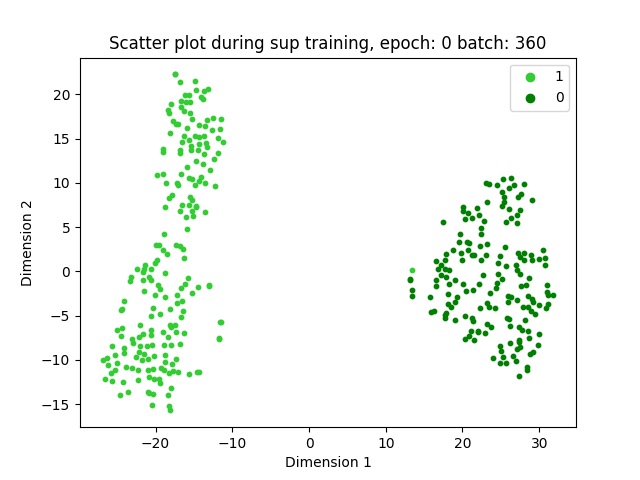 Scatter plot during sup training, epoch: 0 batch: 360
1
0
20
15
10
5
0
−5
−10
−15
Dimension 2
−20 −10 0 10 20 30
Dimension 1